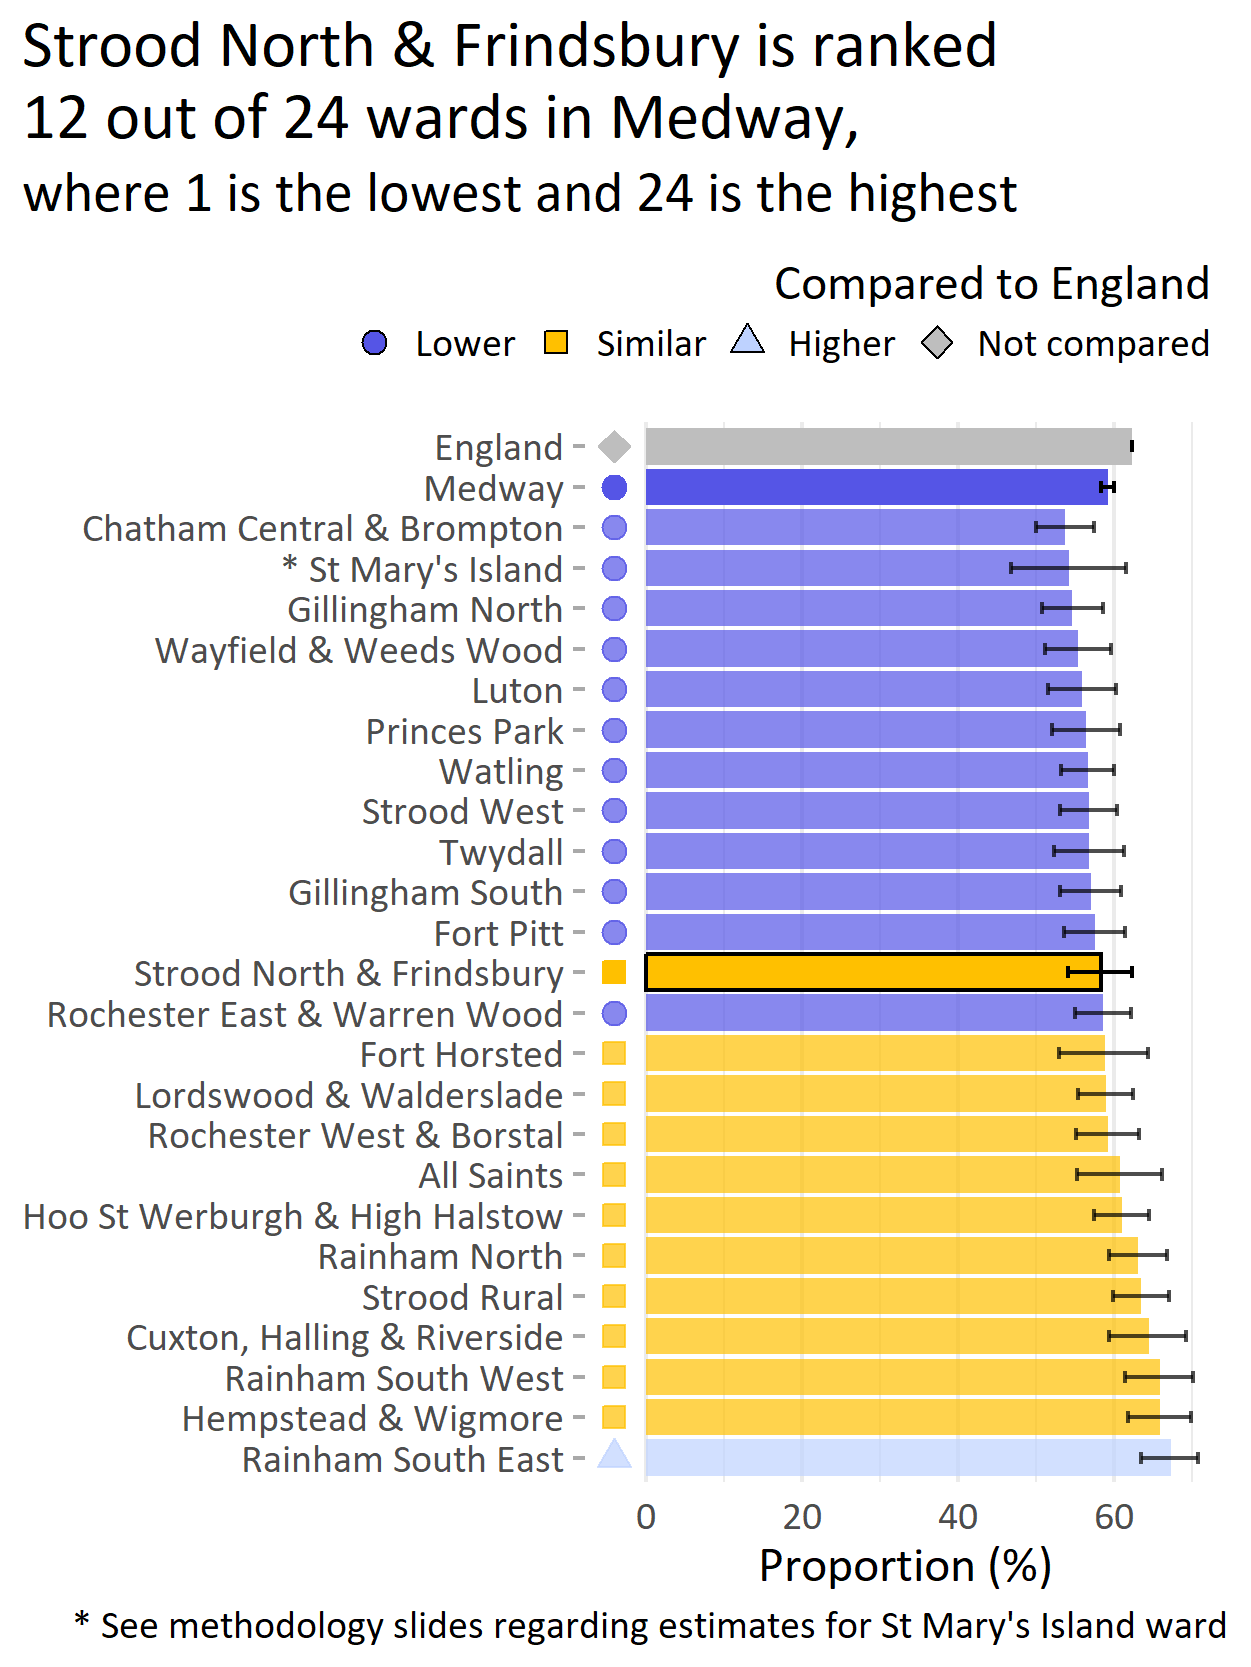 Strood North & Frindsbury is ranked
12 out of 24 wards in Medway,
where 1 is the lowest and 24 is the highest
Compared to England
Lower Similar Higher Not compared
England
Medway
Chatham Central & Brompton
* St Mary's Island
Gillingham North
Wayfield & Weeds Wood
Luton
Princes Park
Watling
Strood West
Twydall
Gillingham South
Fort Pitt
Strood North & Frindsbury
Rochester East & Warren Wood
Fort Horsted
Lordswood & Walderslade
Rochester West & Borstal
All Saints
Hoo St Werburgh & High Halstow
Rainham North
Strood Rural
Cuxton, Halling & Riverside
Rainham South West
Hempstead & Wigmore
Rainham South East
0 20 40 60
Proportion (%)
* See methodology slides regarding estimates for St Mary's Island ward